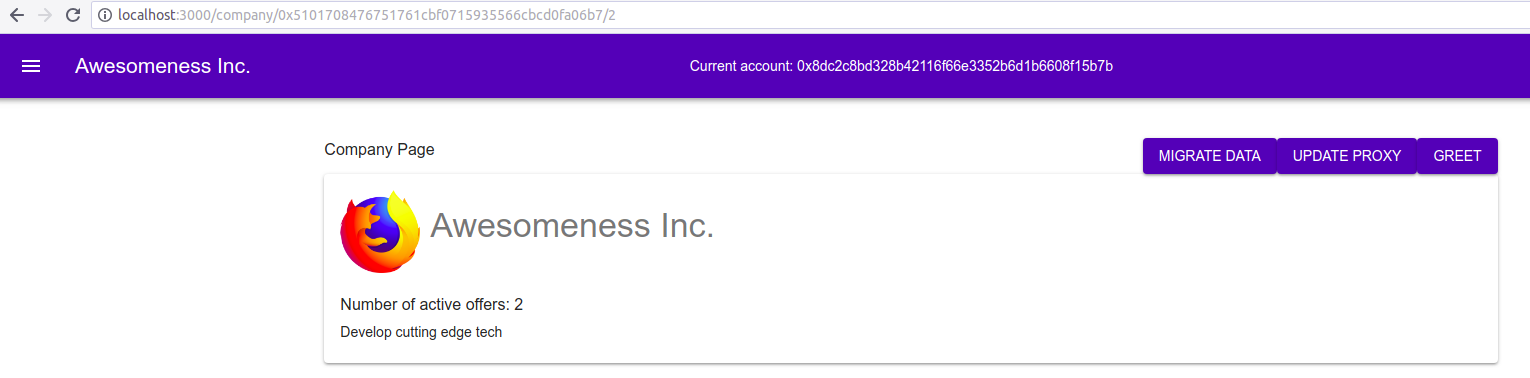 localhost:3000/company/0x5101708476751761cbf0715935566cbcd0fa06b7/2
Awesomeness Inc.
Current account: 0x8dc2c8bd328b42116f66e3352b6d1b6608f15b7b
Company Page
MIGRATE DATA
UPDATE PROXY
GREET
Awesomeness Inc.
Number of active offers: 2
Develop cutting edge tech